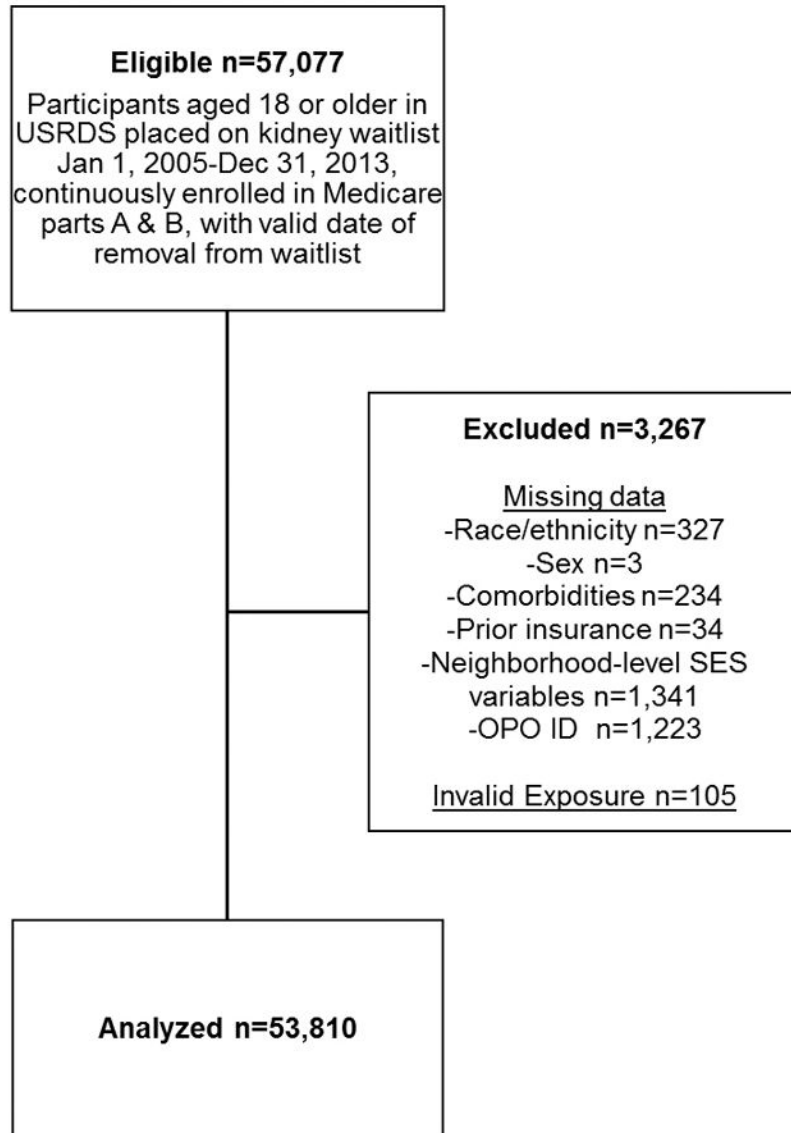 Eligible n=57,077
Participants aged 18 or older in
USRDS placed on kidney waitlist
Jan 1, 2005-Dec 31, 2013,
continuously enrolled in Medicare
parts A & B, with valid date of
removal from waitlist
Excluded n=3,267
Missing data
-Race/ethnicity n=327
-Sex n=3
-Comorbidities n=234
-Prior insurance n=34
-Neighborhood-level SES
variables n=1,341
-OPO ID n=1,223
Invalid Exposure n=105
Analyzed n=53,810